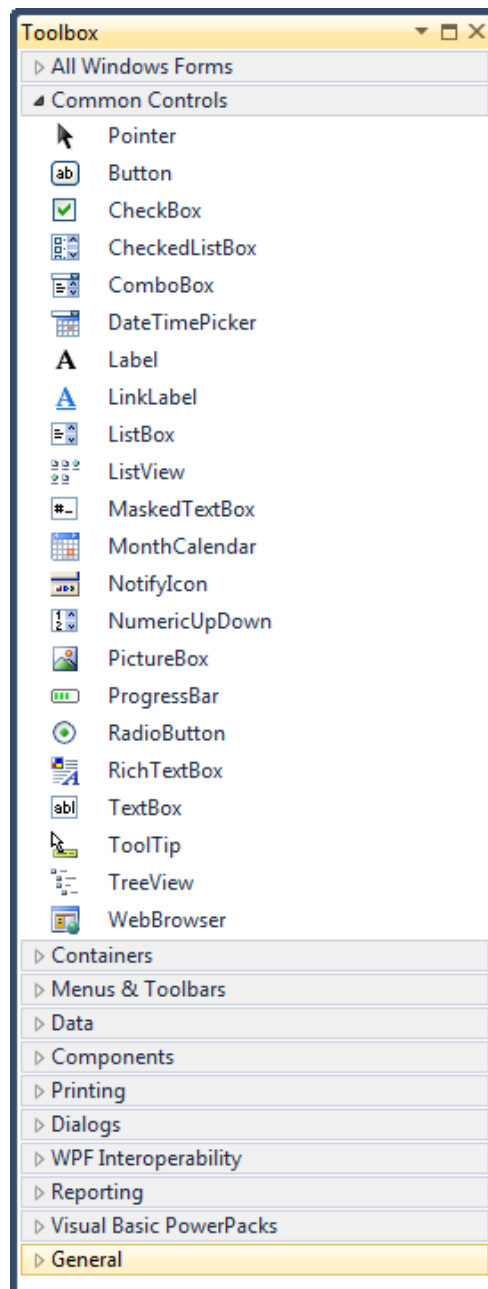 Toolbox
All Windows Forms
Common Controls
Pointer
Button
CheckBox
CheckedListBox
ComboBox
DateTimePicker
Label
LinkLabel
ListBox
ListView
MaskedTextBox
MonthCalendar
NotifyIcon
NumericUpDown
PictureBox
ProgressBar
RadioButton
RichTextBox
TextBox
ToolTip
TreeView
WebBrowser
Containers
Menus & Toolbars
Data
Components
Printing
Dialogs
WPF Interoperability
Reporting
Visual Basic PowerPacks
General